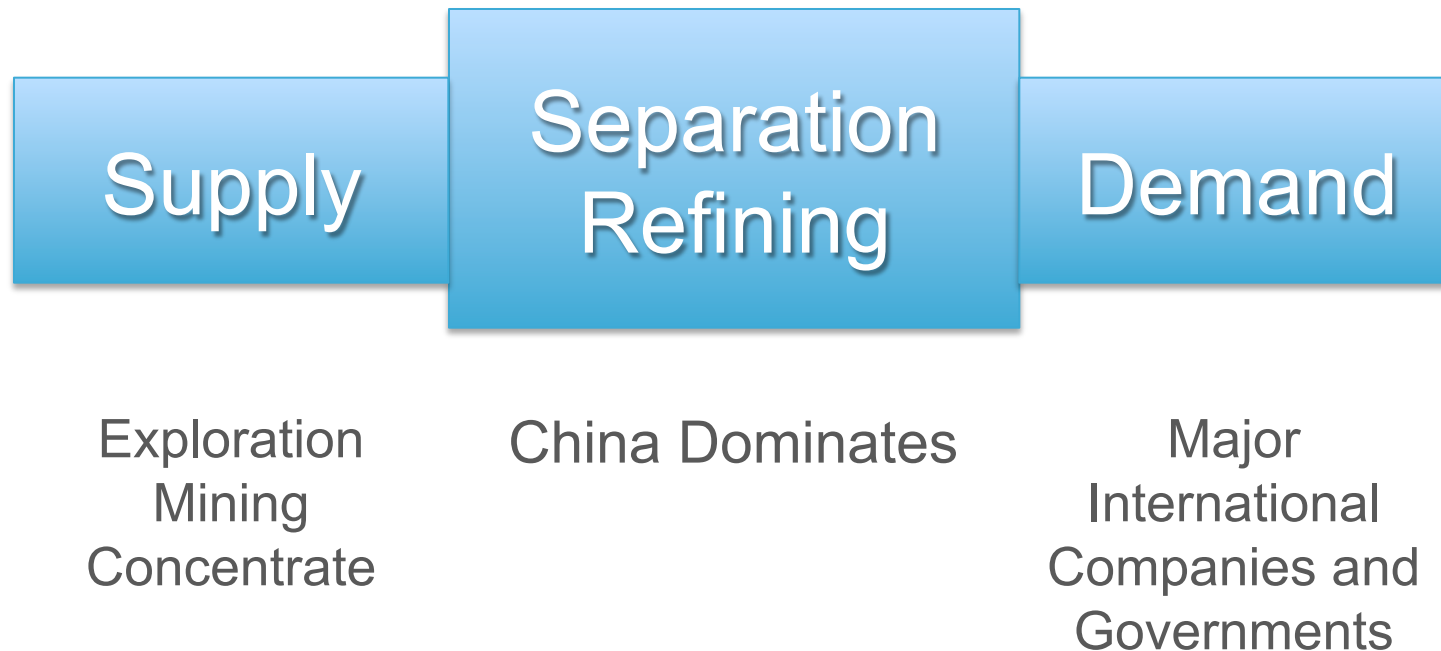 Supply
Separation
Refining
Demand
Exploration
Mining
Concentrate
China Dominates
Major
International
Companies and
Governments